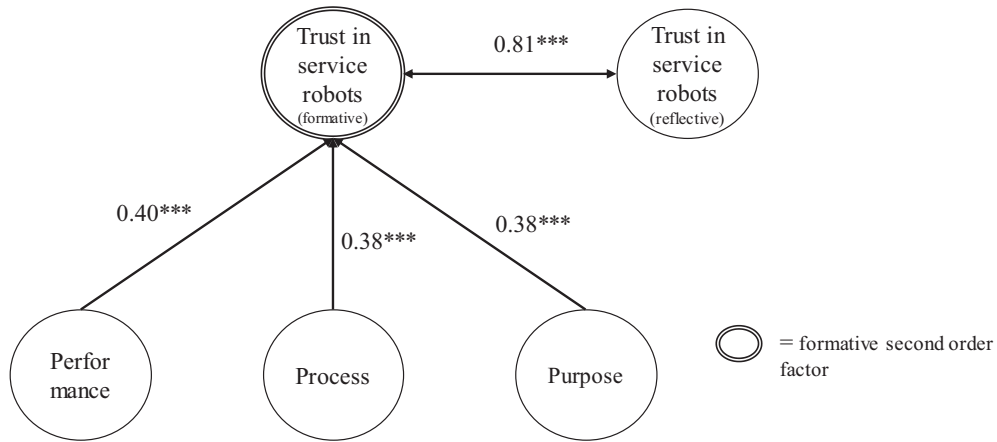 Trust in
service
robots
(formative)
0.81***
Trust in
service
robots
(reflective)
0.40***
0.38***
0.38***
Perfor
mance
Process
Purpose
= formative second order
factor